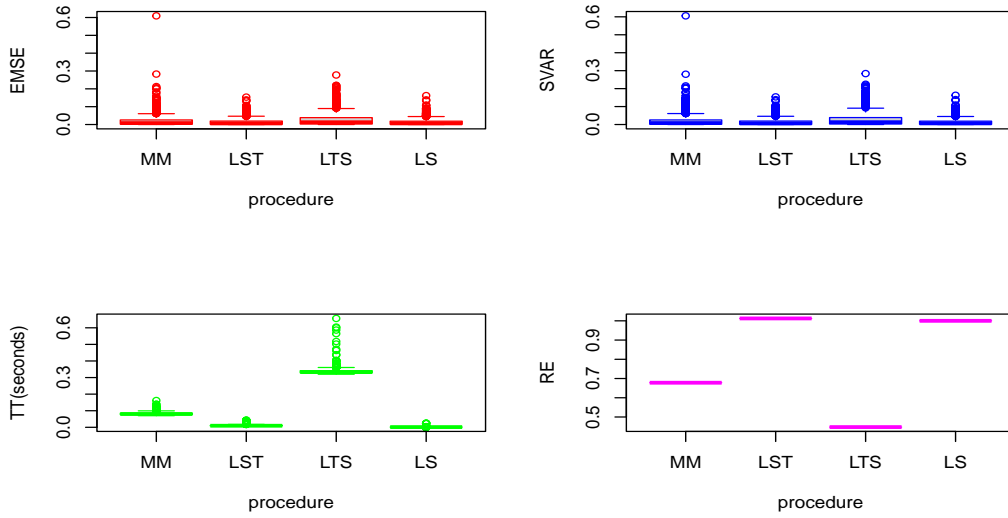 EMSE
0.6
0.3
0.0
MM LST LTS LS
procedure
SVAR
0.6
0.3
0.0
MM LST LTS LS
procedure
TT(seconds)
0.6
0.3
0.0
MM LST LTS LS
procedure
RE
0.9
0.7
0.5
MM LST LTS LS
procedure